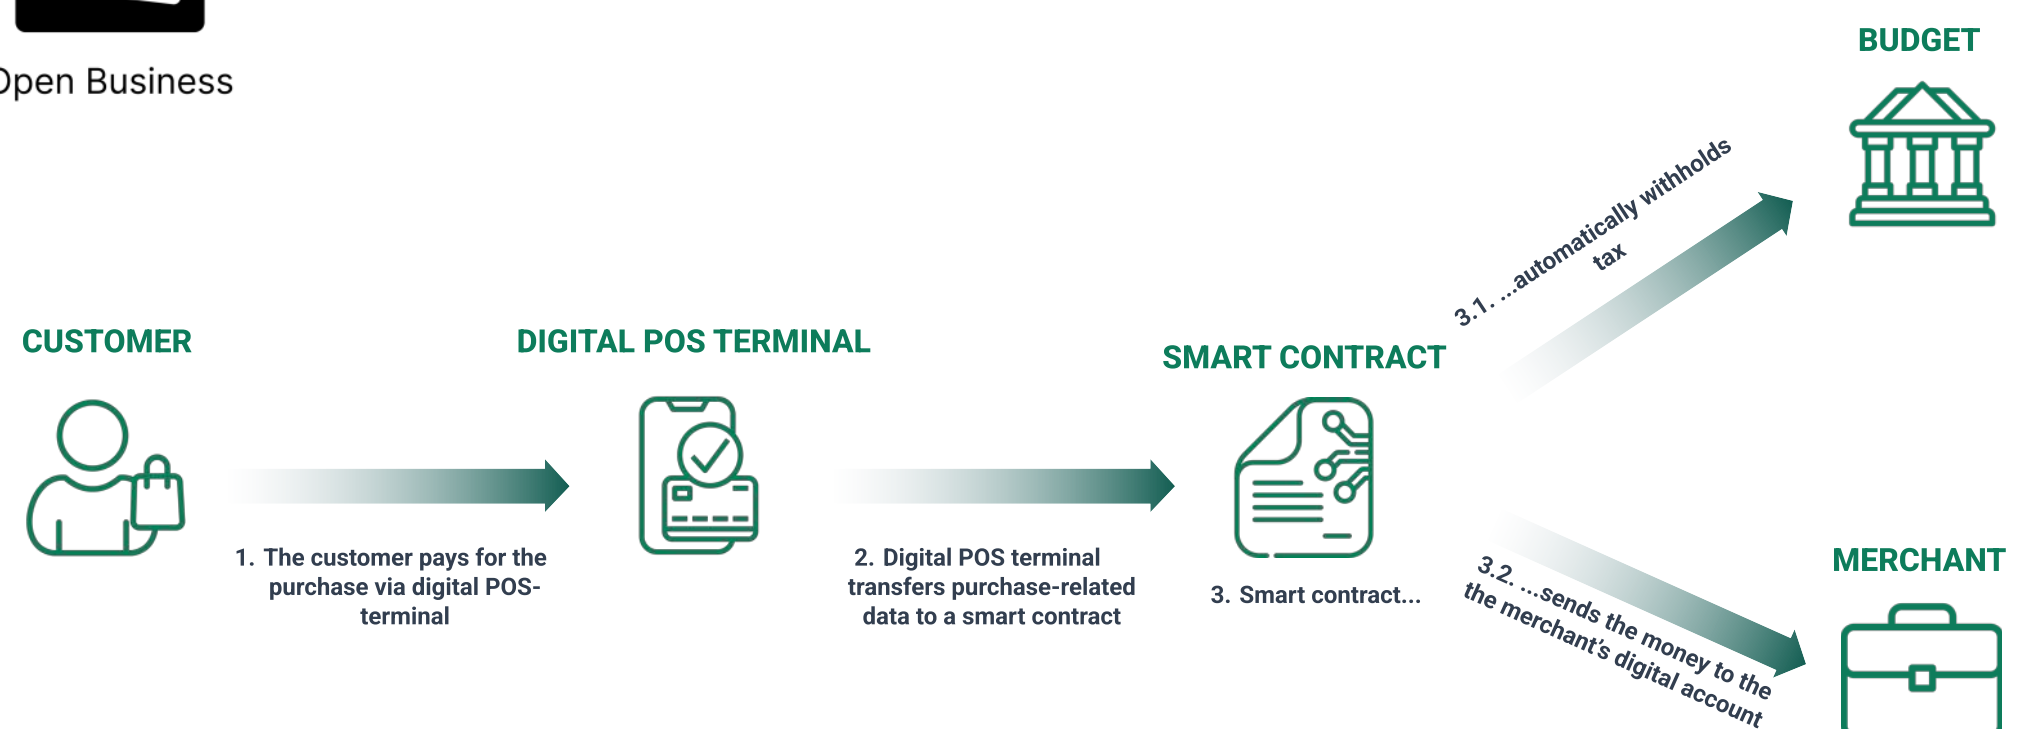 Open Business
BUDGET
3.1. ...automatically withholds
tax
CUSTOMER
DIGITAL POS TERMINAL
SMART CONTRACT
1. The customer pays for the
purchase via digital POS-
terminal
2. Digital POS terminal
transfers purchase-related
data to a smart contract
3. Smart contract...
3.2. ...sends the money to the
the merchant's digital account
MERCHANT